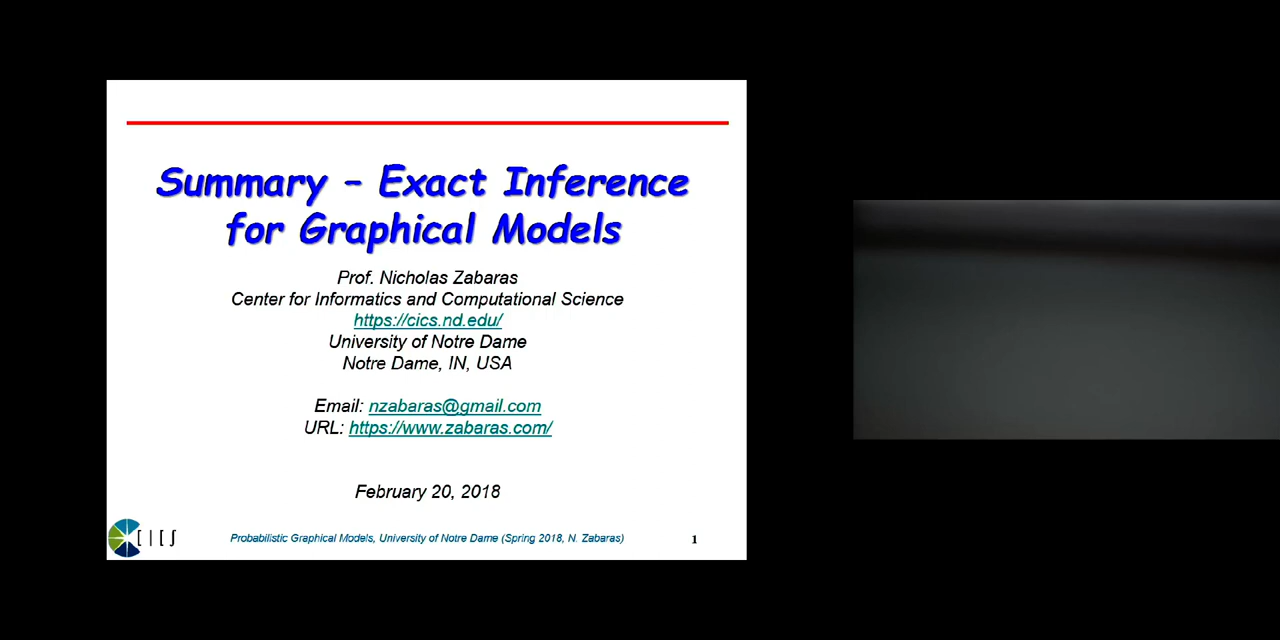 Summary – Exact Inference
for Graphical Models
Prof. Nicholas Zabaras
Center for Informatics and Computational Science
https://cics.nd.edu/
University of Notre Dame
Notre Dame, IN, USA
Email: nzabaras@gmail.com
URL: https://www.zabaras.com/
February 20, 2018
CICS
Probabilistic Graphical Models, University of Notre Dame (Spring 2018, N. Zabaras)
1